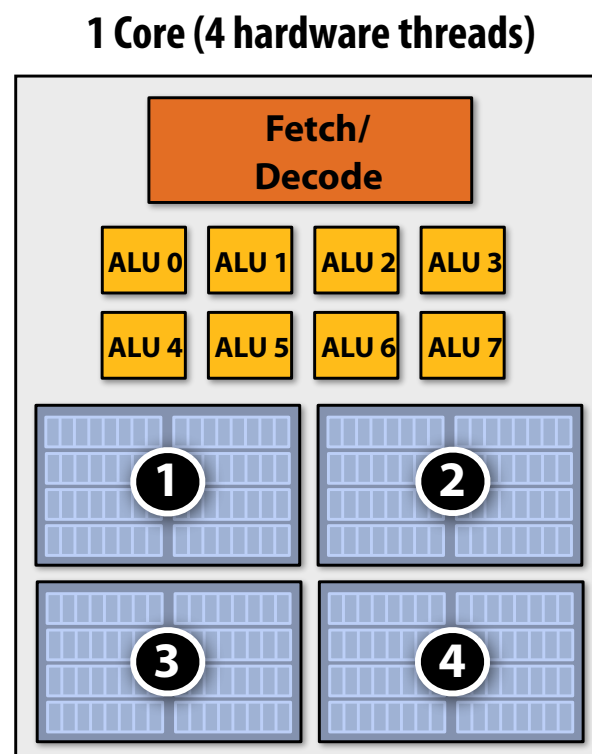 1 Core (4 hardware threads)
Fetch/
Decode
ALU 0 ALU 1 ALU 2 ALU 3
ALU 4 ALU 5 ALU 6 ALU 7
1 2
3 4